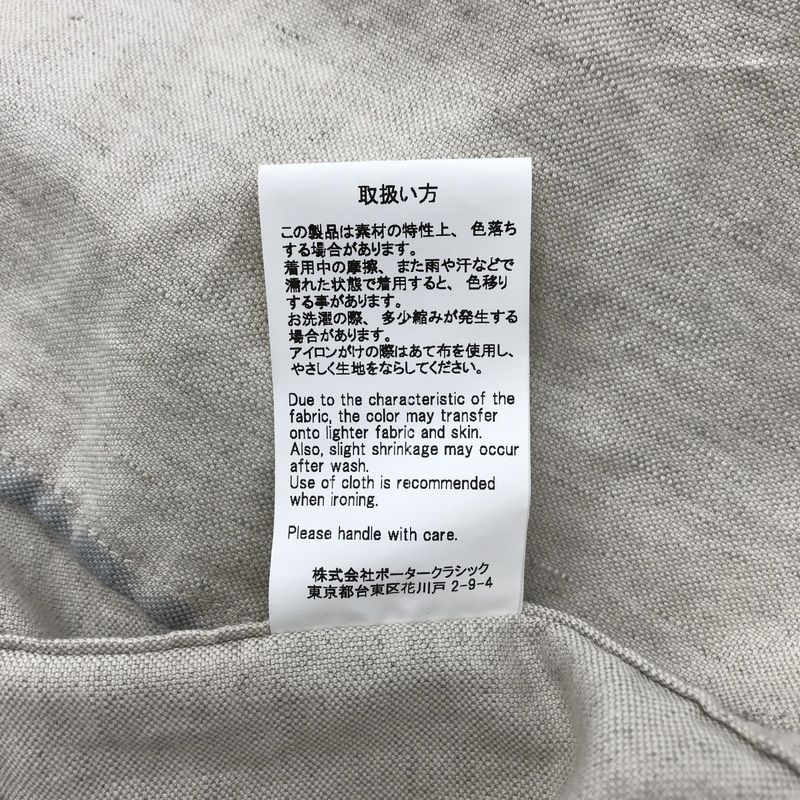 取扱い方
この製品は素材の特性上、色落ち
する場合があります。
着用中の摩擦、また雨や汗などで
濡れた状態で着用すると、色移り
する事があります。
お洗濯の際、多少縮みが発生する
場合があります。
アイロンがけの際はあて布を使用し、
やさしく生地をならしてください。
Due to the characteristic of the
fabric, the color may transfer
onto lighter fabric and skin.
Also, slight shrinkage may occur
after wash.
Use of cloth is recommended
when ironing.
Please handle with care.
株式会社ポータークラシック
東京都台東区花川戸 2-9-4